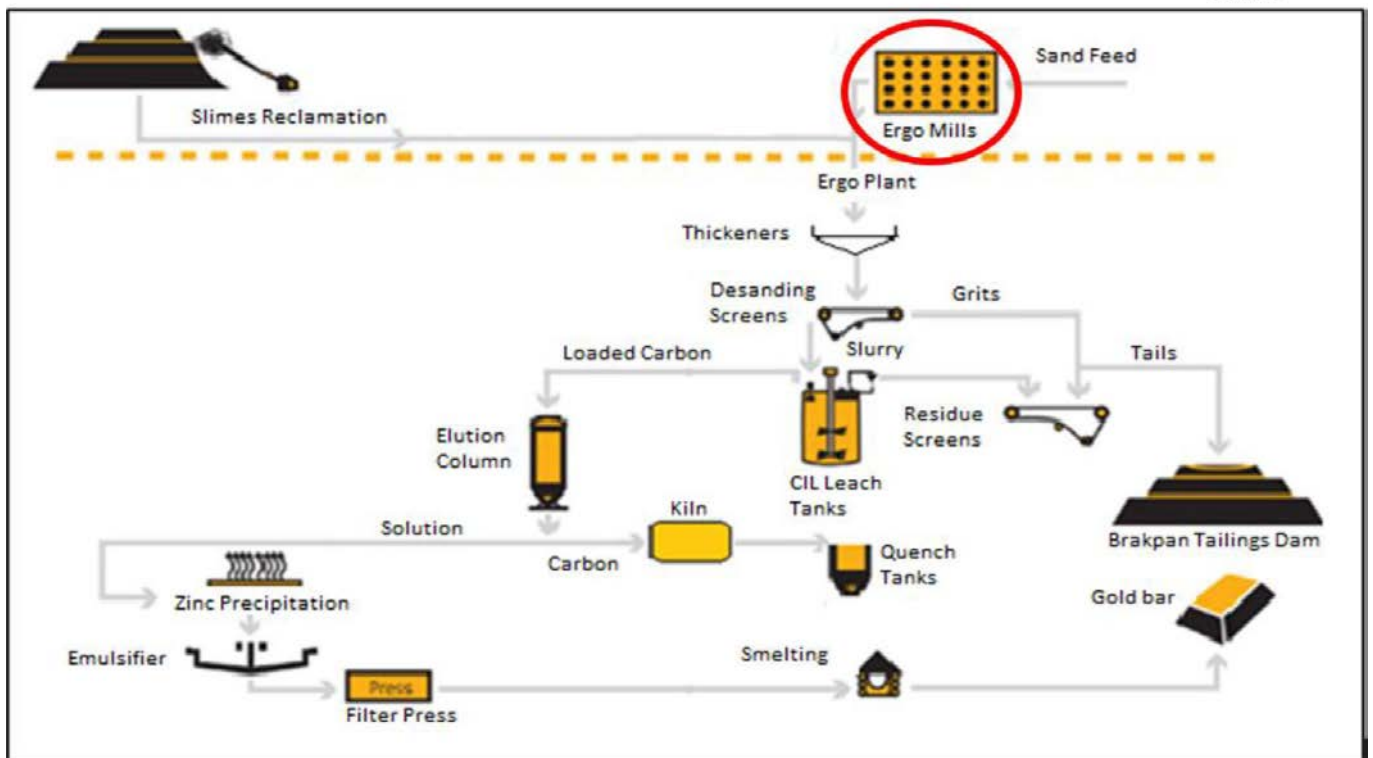 Sand Feed
Slimes Reclamation
Ergo Mills
Ergo Plant
Thickeners
Desanding
Screens
Grits
Slurry
Loaded Carbon
Tails
Elution
Column
Residue
Screens
CIL Leach
Tanks
Kiln
Solution
Carbon
Quench
Tanks
Brakpan Tailings Dam
Zinc Precipitation
Gold bar
Emulsifier
Smelting
Press
Filter Press